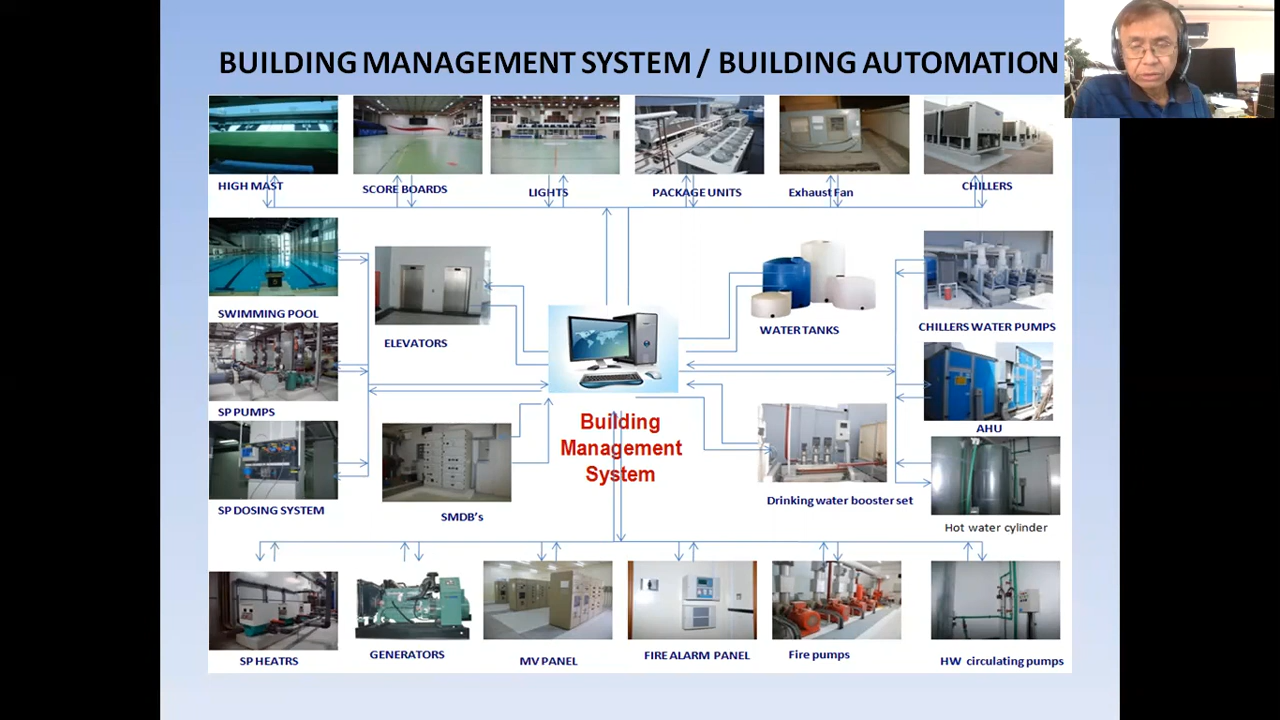 BUILDING MANAGEMENT SYSTEM / BUILDING AUTOMATION
HIGH MAST
SCORE BOARDS
LIGHTS
PACKAGE UNITS
Exhaust Fan
CHILLERS
SWIMMING POOL
ELEVATORS
WATER TANKS
CHILLERS WATER PUMPS
SP PUMPS
Building
Management
System
AHU
SP DOSING SYSTEM
SMDB's
Drinking water booster set
Hot water cylinder
SP HEATRS
GENERATORS
MV PANEL
FIRE ALARM PANEL
Fire pumps
HW circulating pumps